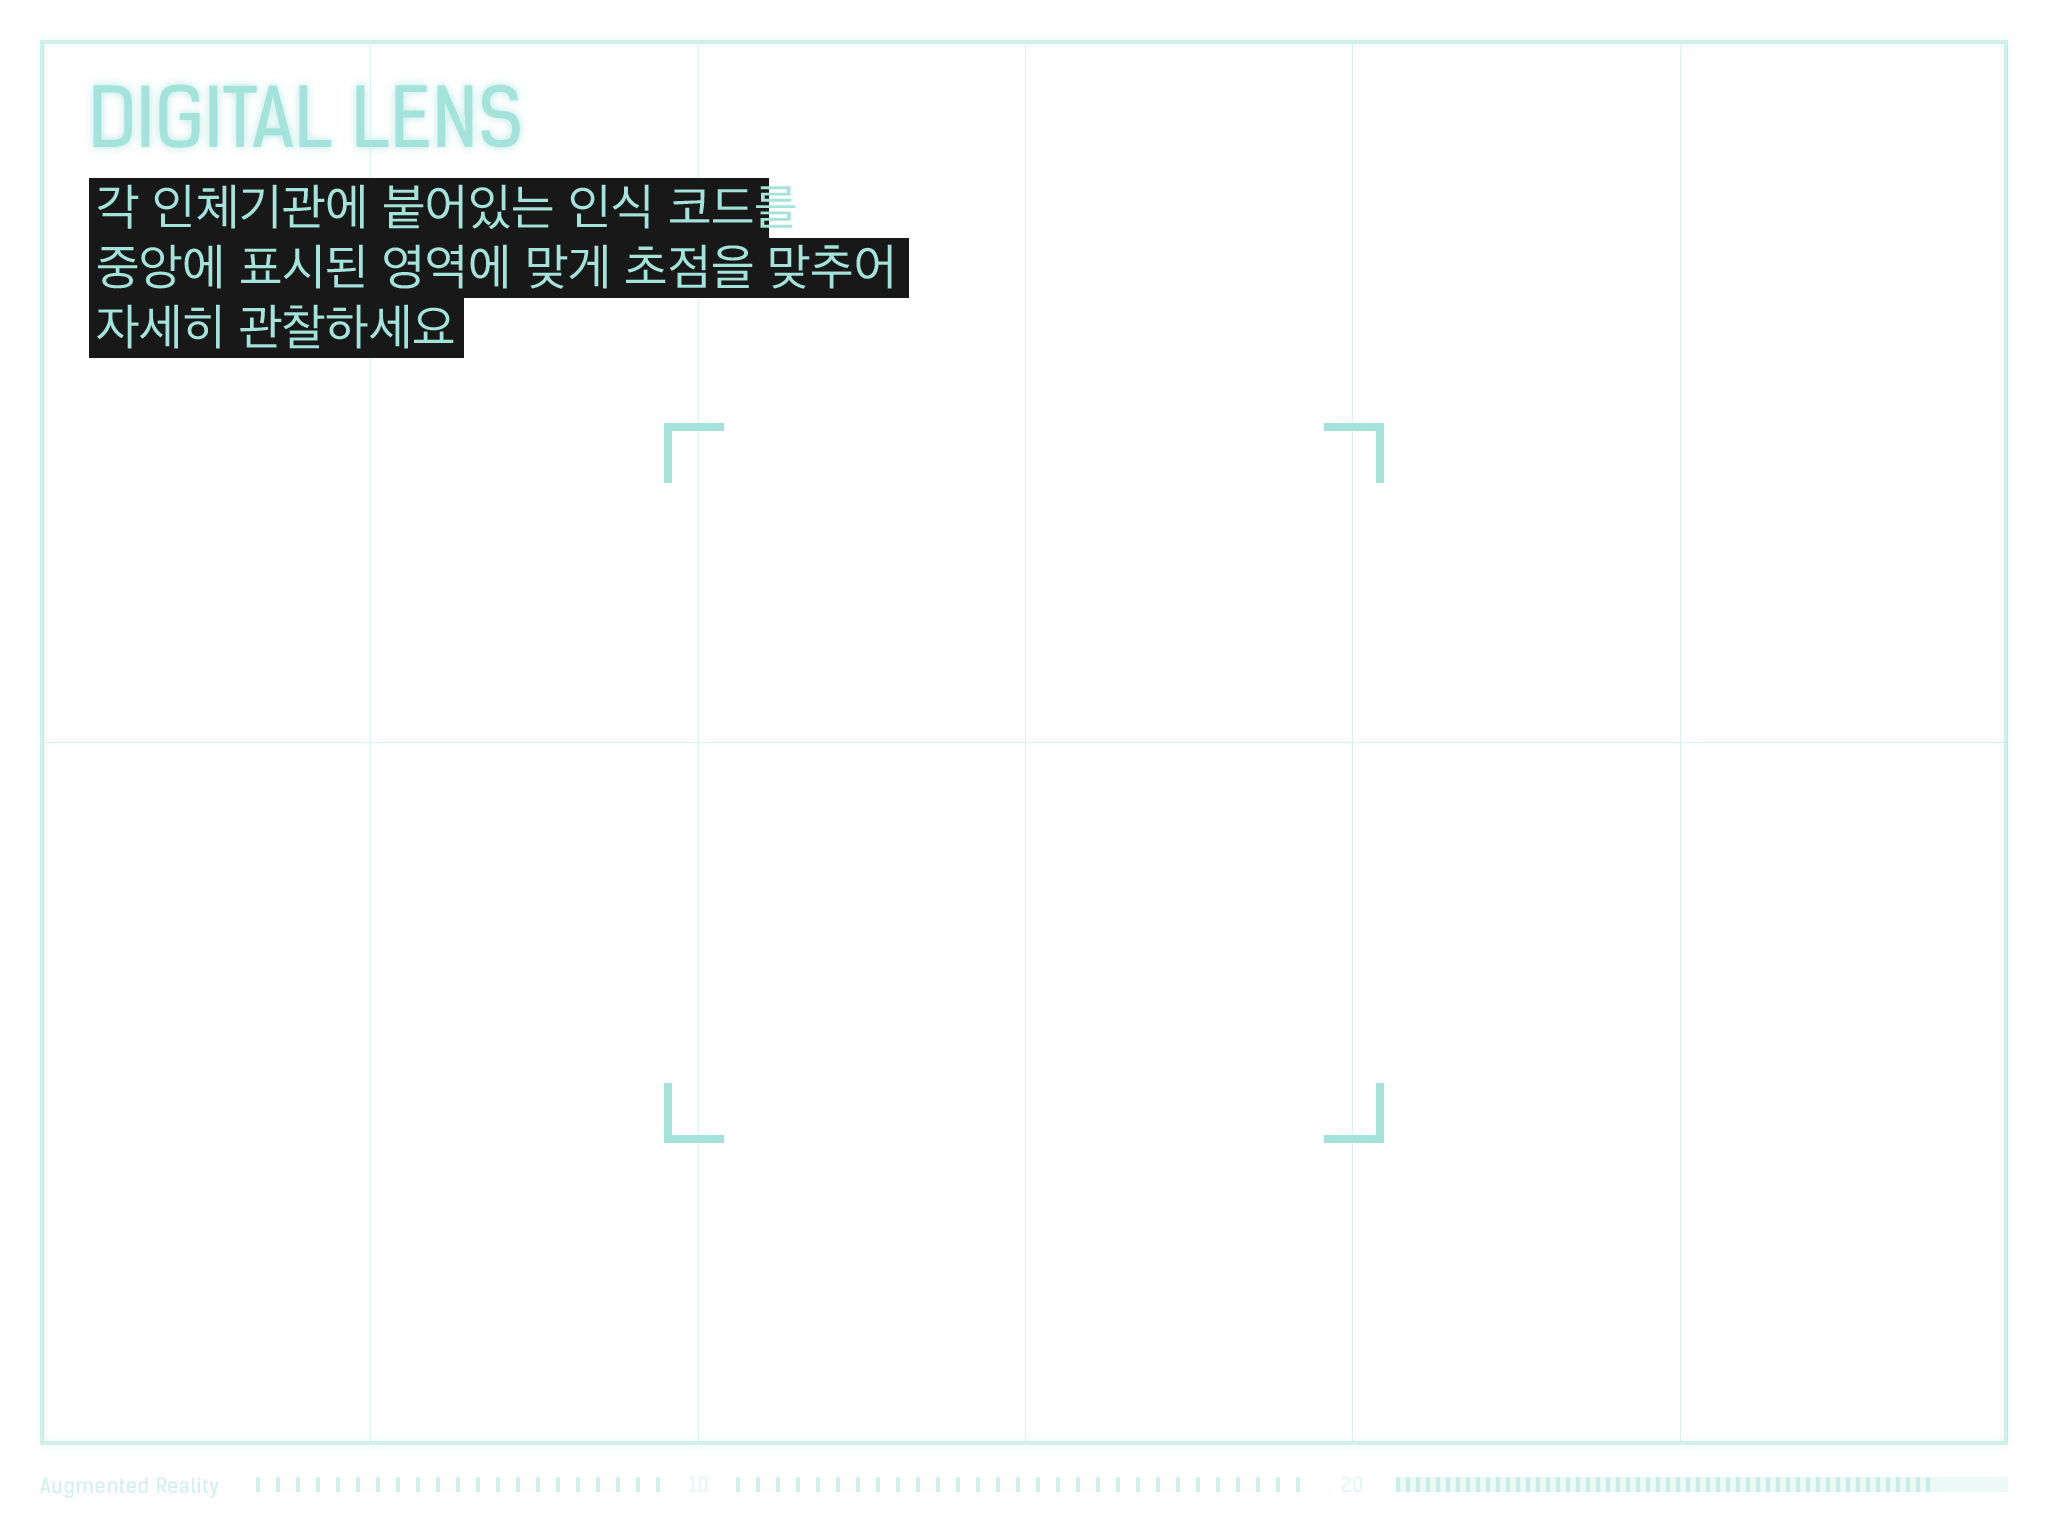 DIGITAL LENS
각 인체기관에 붙어있는 인식 코드를
중앙에 표시된 영역에 맞게 초점을 맞추어
자세히 관찰하세요
Augmented Reality 10 20